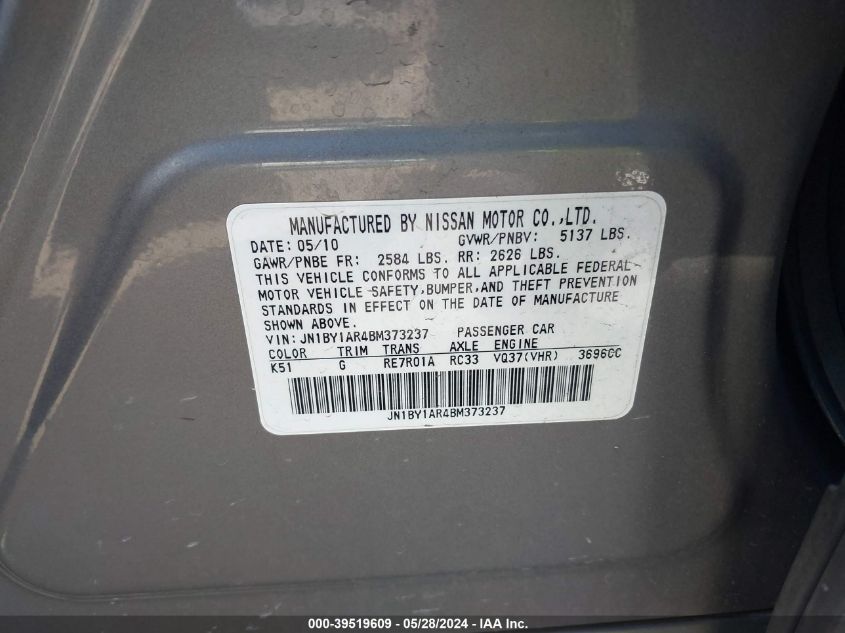 MANUFACTURED BY NISSAN MOTOR CO.,LTD.
DATE: 05/10 GVWR/PNBV: 5137 LBS.
GAWR/PNBE FR: 2584 LBS. RR: 2626 LBS.
THIS VEHICLE CONFORMS TO ALL APPLICABLE FEDERAL
MOTOR VEHICLE SAFETY,BUMPER,AND THEFT PREVENTION
STANDARDS IN EFFECT ON THE DATE OF MANUFACTURE
SHOWN ABOVE.
VIN: JN1BY1AR4BM373237 PASSENGER CAR
COLOR TRIM TRANS AXLE ENGINE
K51 G RE7R01A RC33 VQ37(VHR) 3696CC
JN1BY1AR4BM373237
000-39519609 - 05/28/2024 - IAA Inc.